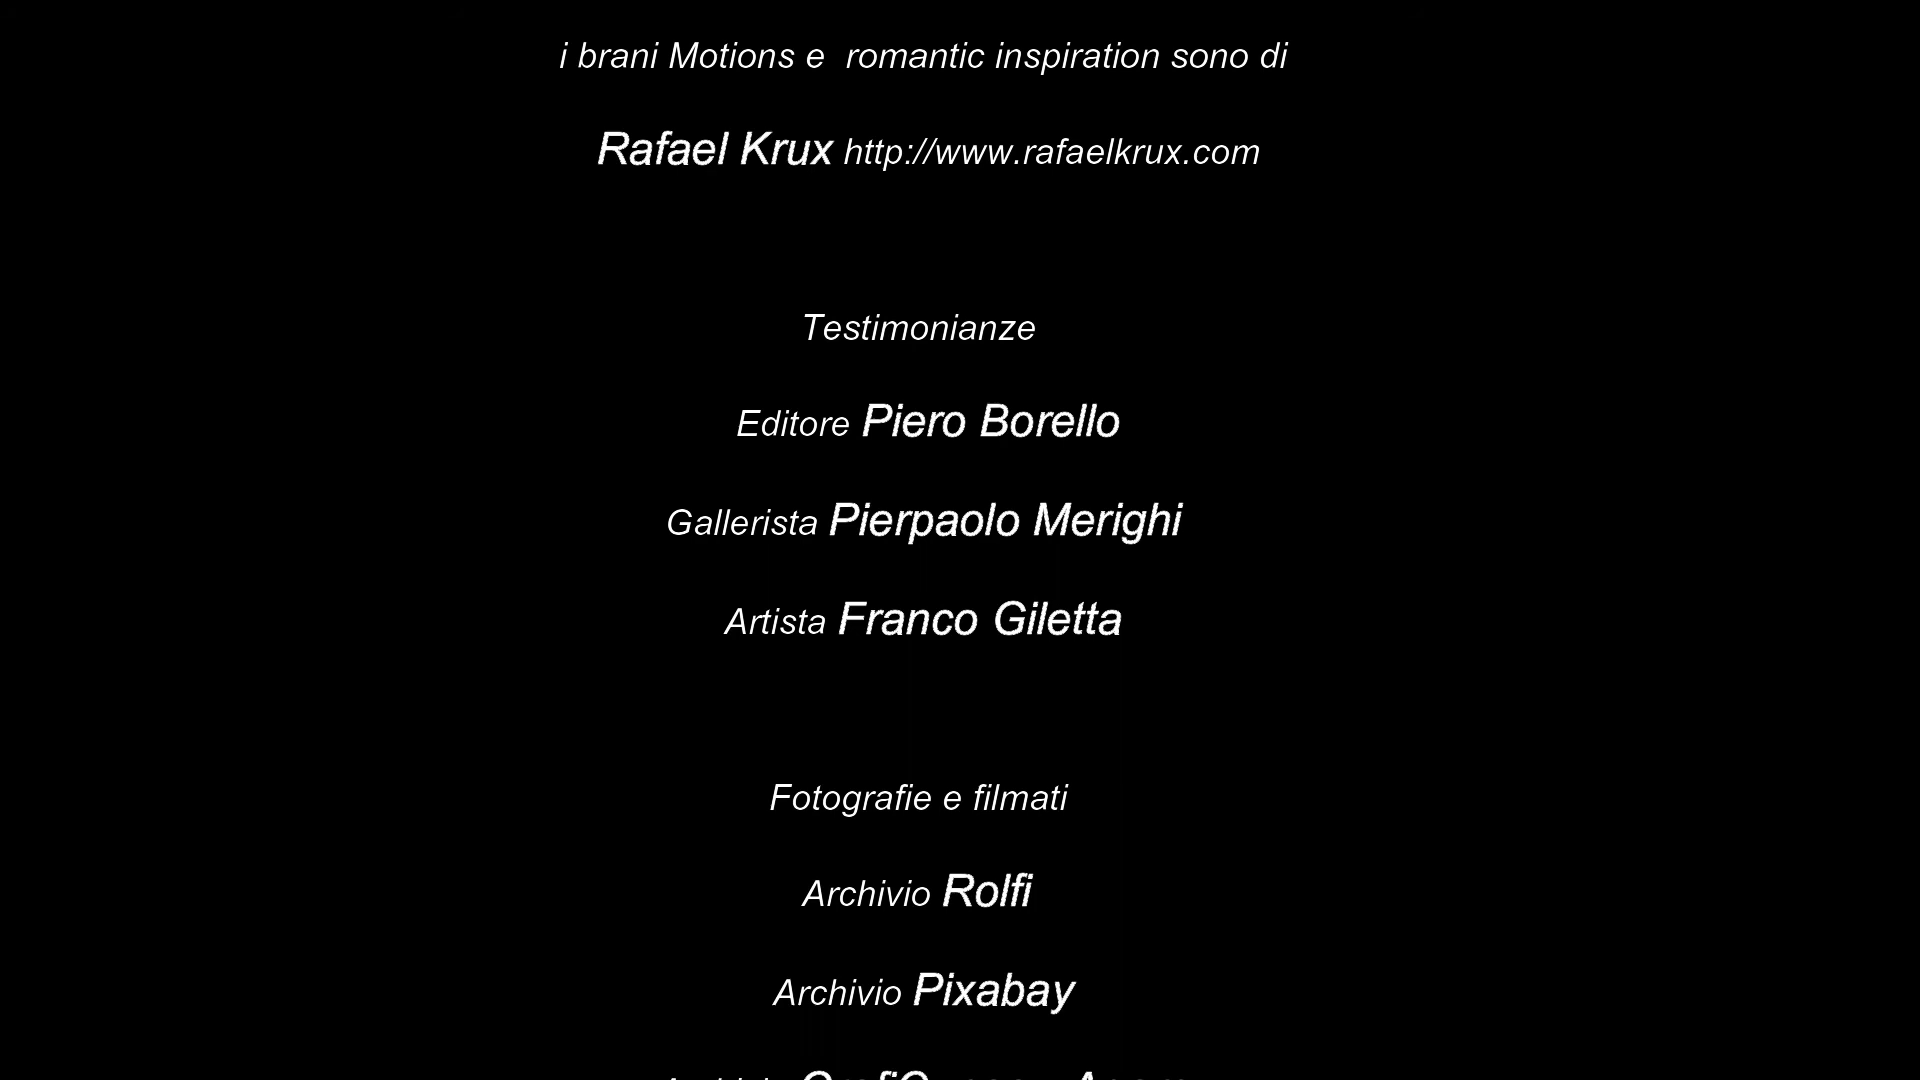 i brani Motions e  romantic inspiration sono di
Rafael Krux http://www.rafaelkrux.com
Testimonianze
Editore Piero Borello
Gallerista Pierpaolo Merighi
Artista Franco Giletta
Fotografie e filmati
Archivio Rolfi
Archivio Pixabay